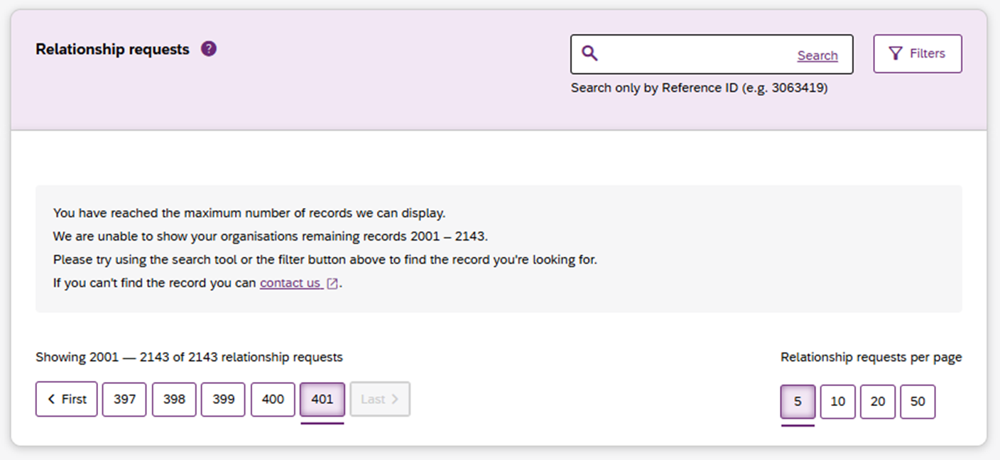 Relationship requests ?
Search
Filters
Search only by Reference ID (e.g. 3063419)
You have reached the maximum number of records we can display.
We are unable to show your organisations remaining records 2001 – 2143.
Please try using the search tool or the filter button above to find the record you're looking for.
If you can't find the record you can contact us .
Showing 2001 — 2143 of 2143 relationship requests
Relationship requests per page
First 397 398 399 400 401 Last
5 10 20 50